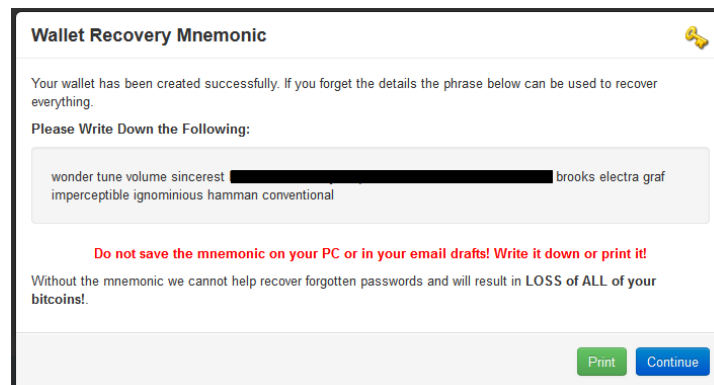 Wallet Recovery Mnemonic
Your wallet has been created successfully. If you forget the details the phrase below can be used to recover
everything.
Please Write Down the Following:
wonder tune volume sincerest brooks electra graf
imperceptible ignominious hamman conventional
Do not save the mnemonic on your PC or in your email drafts! Write it down or print it!
Without the mnemonic we cannot help recover forgotten passwords and will result in LOSS of ALL of your
bitcoins!.
Print Continue